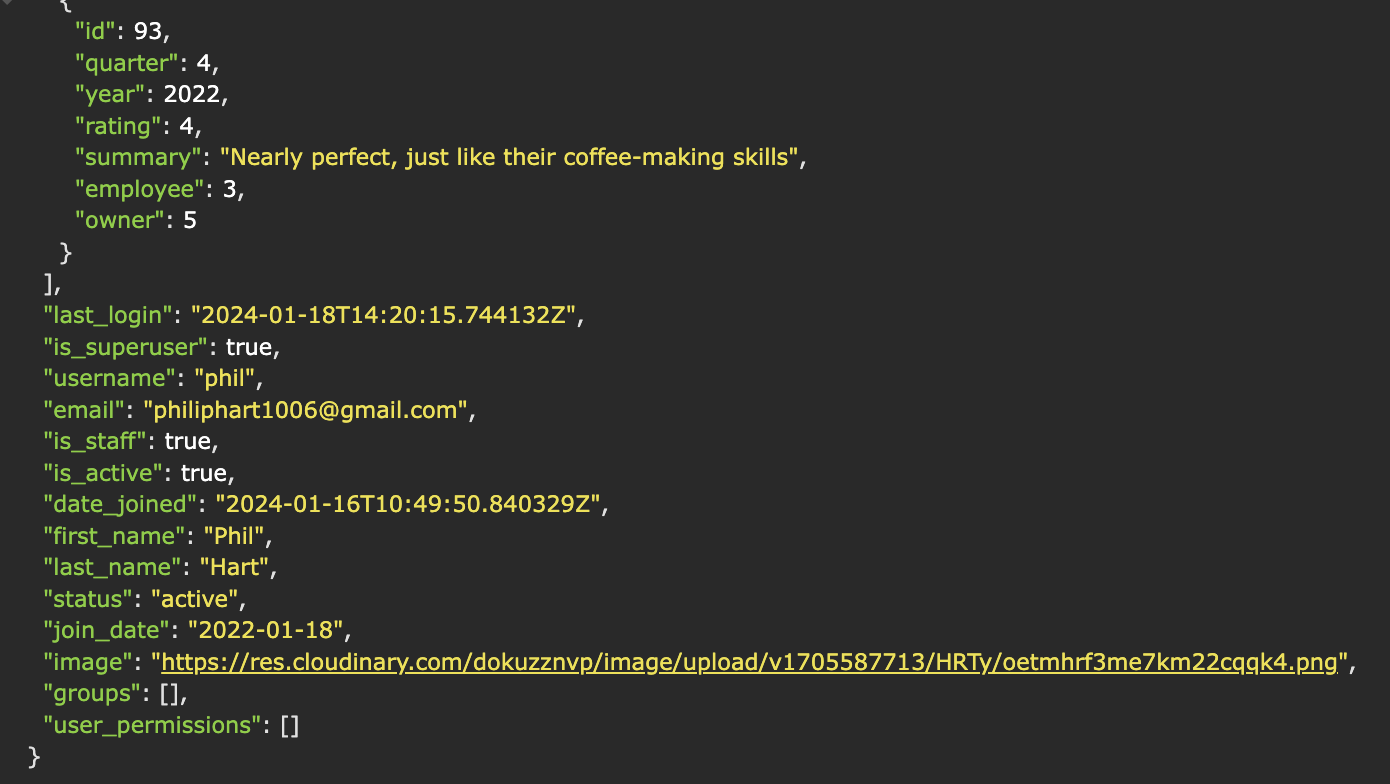 {
"id": 93,
"quarter": 4,
"year": 2022,
"rating": 4,
"summary": "Nearly perfect, just like their coffee-making skills",
"employee": 3,
"owner": 5
}
],
"last_login": "2024-01-18T14:20:15.744132Z",
"is_superuser": true,
"username": "phil",
"email": "philiphart1006@gmail.com",
"is_staff": true,
"is_active": true,
"date_joined": "2024-01-16T10:49:50.840329Z",
"first_name": "Phil",
"last_name": "Hart",
"status": "active",
"join_date": "2022-01-18",
"image": "https://res.cloudinary.com/dokuzznvp/image/upload/v1705587713/HRTy/oetmhrf3me7km22cqqk4.png",
"groups": [],
"user_permissions": []
}